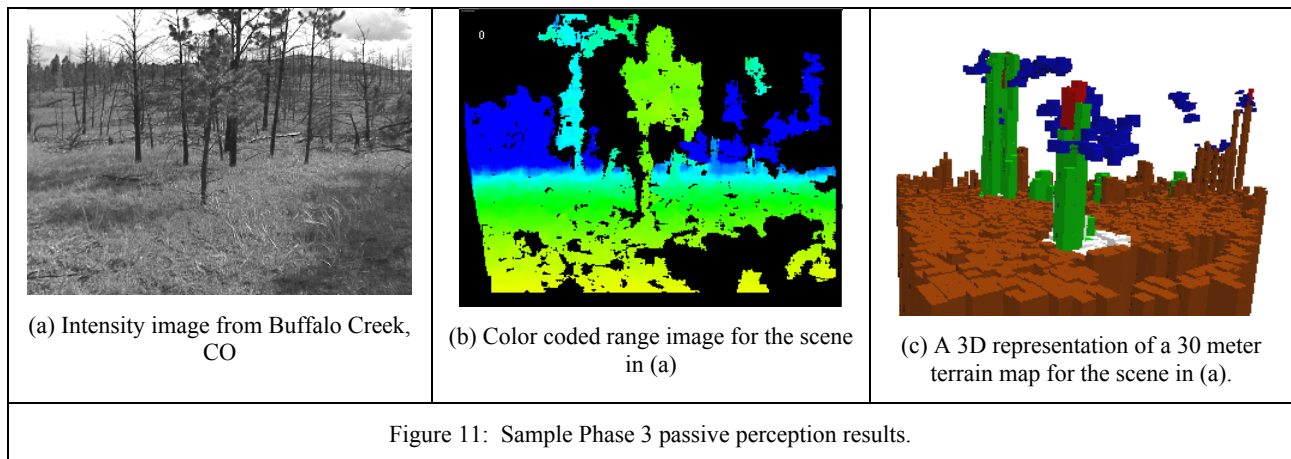 0
(a) Intensity image from Buffalo Creek,
CO
(b) Color coded range image for the scene
in (a)
(c) A 3D representation of a 30 meter
terrain map for the scene in (a).
Figure 11:  Sample Phase 3 passive perception results.